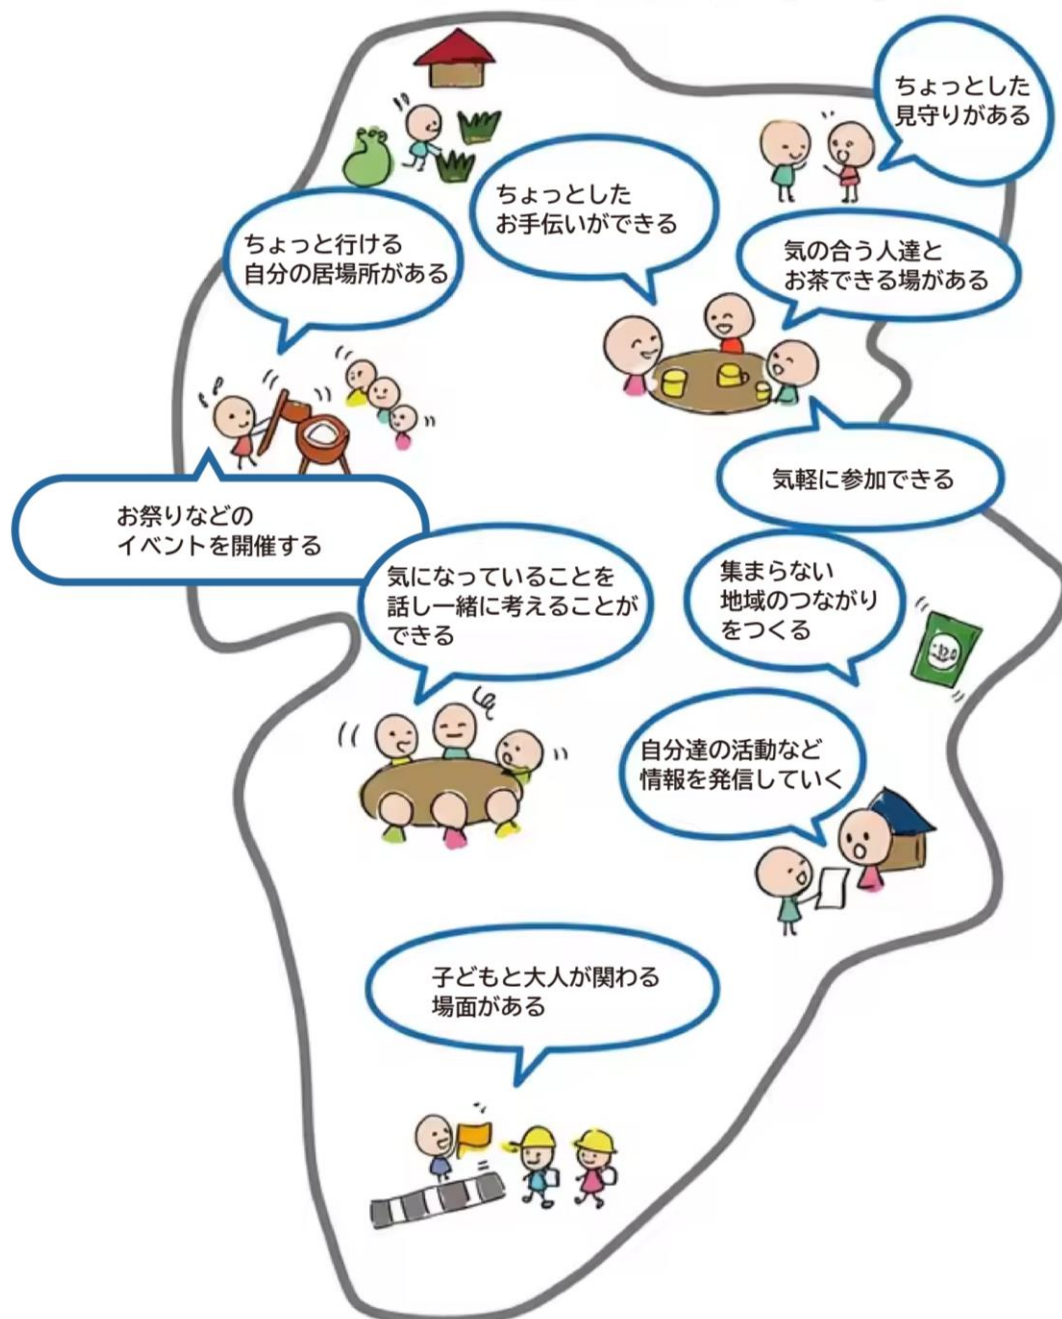 ちょっとした
見守りがある
ちょっとした
お手伝いができる
ちょっと行ける
自分の居場所がある
気の合う人達と
お茶できる場がある
気軽に参加できる
お祭りなどの
イベントを開催する
気になっていることを
話し一緒に考えることが
できる
集まらない
地域のつながり
をつくる
自分達の活動など
情報を発信していく
子どもと大人が関わる
場面がある